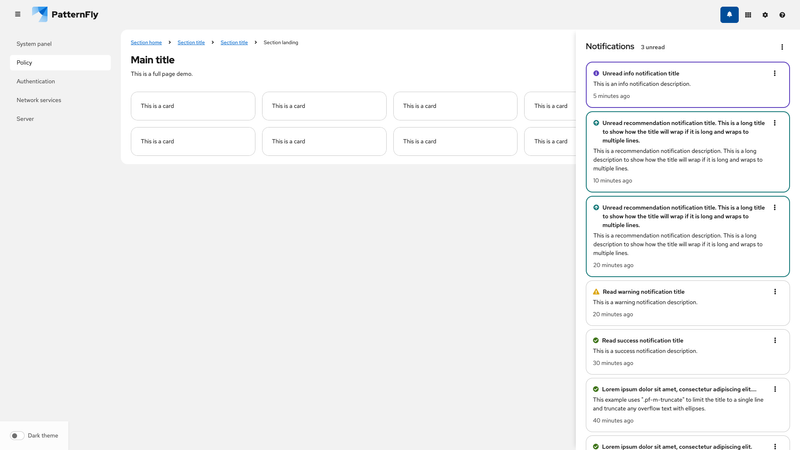 PatternFly
System panel
Policy
Authentication
Network services
Server
Section home
Section title
Section title
Section landing
Main title
This is a full page demo.
This is a card
This is a card
This is a card
This is a card
This is a card
This is a card
This is a card
This is a card
Notifications 3 unread
Unread info notification title
This is an info notification description.
5 minutes ago
Unread recommendation notification title. This is a long title
to show how the title will wrap if it is long and wraps to
multiple lines.
This is a recommendation notification description. This is a long
description to show how the title will wrap if it is long and wraps to
multiple lines.
10 minutes ago
Unread recommendation notification title. This is a long title
to show how the title will wrap if it is long and wraps to
multiple lines.
This is a recommendation notification description. This is a long
description to show how the title will wrap if it is long and wraps to
multiple lines.
20 minutes ago
Read warning notification title
This is a warning notification description.
20 minutes ago
Read success notification title
This is a success notification description.
30 minutes ago
Lorem ipsum dolor sit amet, consectetur adipiscing elit....
This example uses ".pf-m-truncate" to limit the title to a single line
and truncate any overflow text with ellipses.
40 minutes ago
Lorem ipsum dolor sit amet, consectetur adipiscing elit.
Dark theme